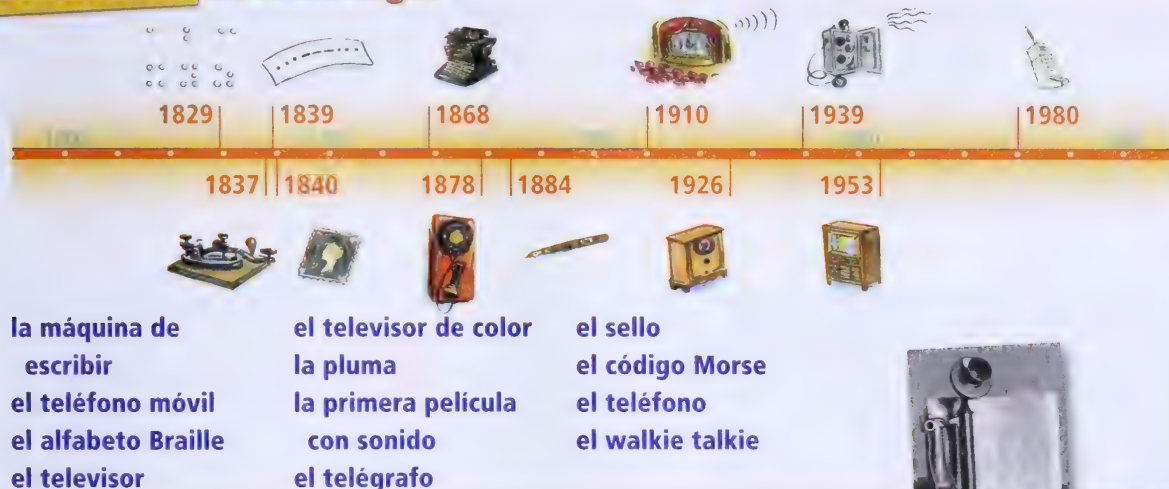 1829
1839
1868
1910
1939
1980
1837
1840
1878
1884
1926
1953
la máquina de
escribir
el teléfono móvil
el alfabeto Braille
el televisor
el televisor de color
la pluma
la primera película
con sonido
el telégrafo
el sello
el código Morse
el teléfono
el walkie talkie